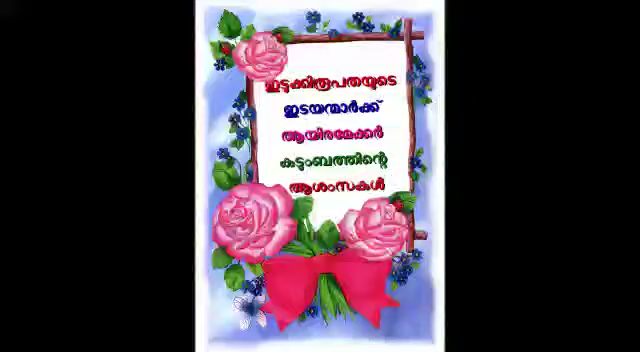 ഇടുക്കിരൂപതയുടെ
ഇടയന്മാർക്ക്
ആയിരമേക്കർ
കുടുംബത്തിന്റെ
ആശംസകൾ